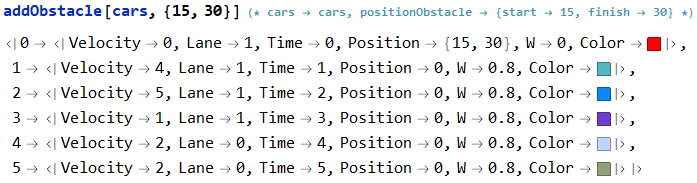 addObstacle[cars, {15, 30}] (* cars → cars, positionObstacle → {start → 15, finish → 30} *)
<|0 → <|Velocity → 0, Lane → 1, Time → 0, Position → {15, 30}, W → 0, Color → ■|>,
1 → <|Velocity → 4, Lane → 1, Time → 1, Position → 0, W → 0.8, Color → ■|>,
2 → <|Velocity → 5, Lane → 1, Time → 2, Position → 0, W → 0.8, Color → ■|>,
3 → <|Velocity → 1, Lane → 1, Time → 3, Position → 0, W → 0.8, Color → ■|>,
4 → <|Velocity → 2, Lane → 0, Time → 4, Position → 0, W → 0.8, Color → ■|>,
5 → <|Velocity → 2, Lane → 0, Time → 5, Position → 0, W → 0.8, Color → ■|>|>